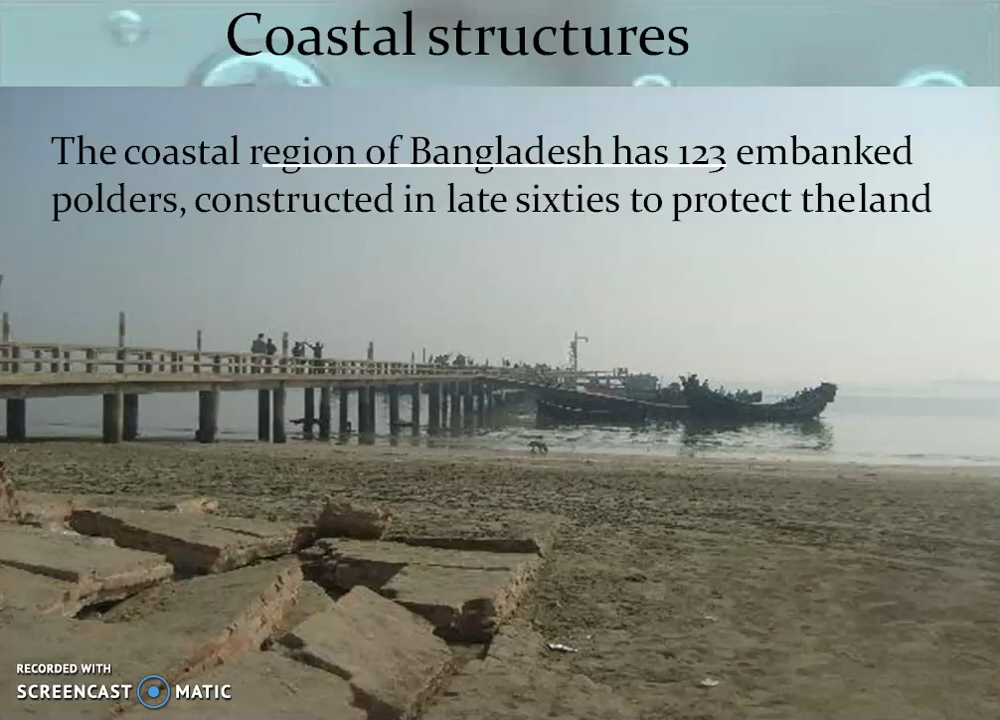 Coastal structures
The coastal region of Bangladesh has 123 embanked
polders, constructed in late sixties to protect theland
RECORDED WITH
SCREENCAST MATIC